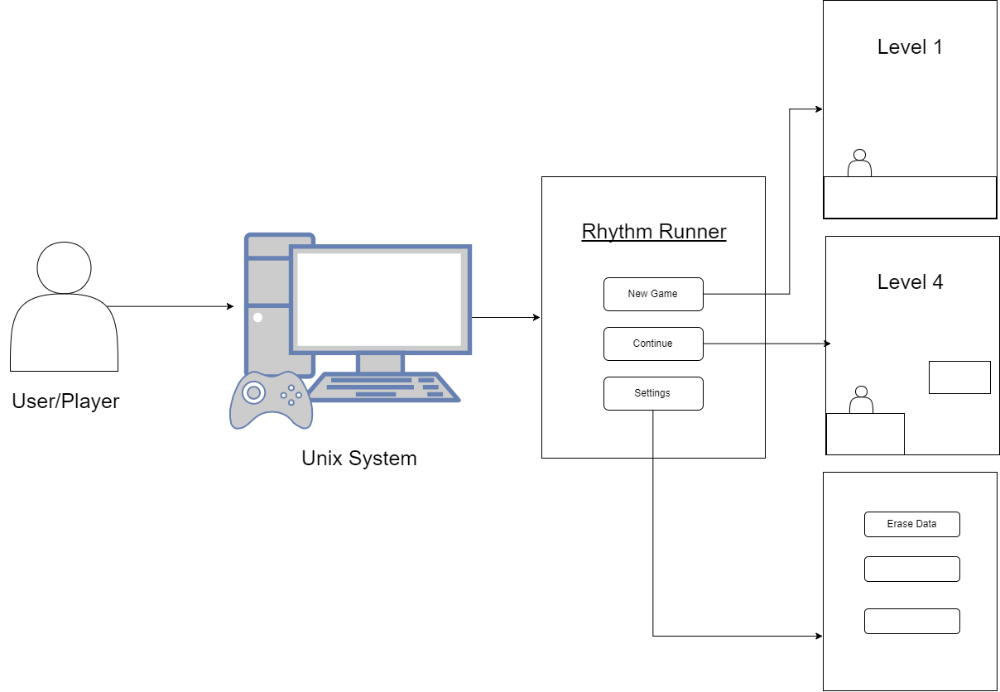 User/Player
Unix System
Rhythm Runner
New Game
Continue
Settings
Level 1
Level 4
Erase Data